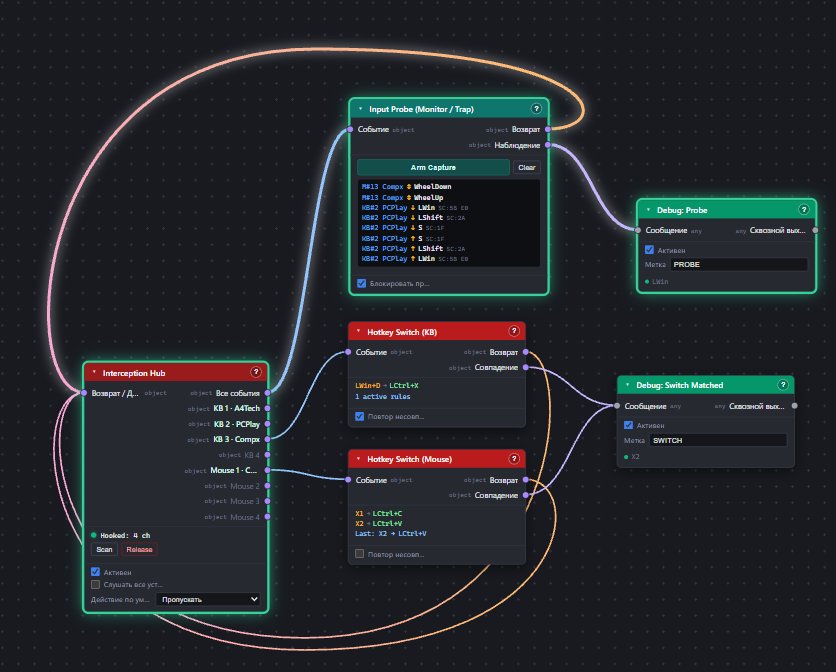 Input Probe (Monitor / Trap) ?
Событие object object Возврат
object Наблюдение
Arm Capture Clear
M#13 Compx ⇕ WheelDown
M#13 Compx ⇕ WheelUp
KB#2 PCPlay ↓ LWin SC:5B E0
KB#2 PCPlay ↓ LShift SC:2A
KB#2 PCPlay ↓ S SC:1F
KB#2 PCPlay ↑ S SC:1F
KB#2 PCPlay ↑ LShift SC:2A
KB#2 PCPlay ↑ LWin SC:5B E0
Блокировать пр...
Debug: Probe ?
Сообщение any any Сквозной вых...
Активен
Метка PROBE
LWin
Hotkey Switch (KB) ?
Событие object object Возврат
object Совпадение
LWin+D → LCtrl+X
1 active rules
Повтор несовп...
Interception Hub ?
Возврат / Д... object object Все события
object KB 1 · A4Tech
object KB 2 · PCPlay
object KB 3 · Compx
object KB 4
object Mouse 1 · C...
object Mouse 2
object Mouse 3
object Mouse 4
Hooked: 4 ch
Scan Release
Активен
Слушать все уст...
Действие по ум... Пропускать
Debug: Switch Matched ?
Сообщение any any Сквозной вых...
Активен
Метка SWITCH
X2
Hotkey Switch (Mouse) ?
Событие object object Возврат
object Совпадение
X1 → LCtrl+C
X2 → LCtrl+V
Last: X2 → LCtrl+V
Повтор несовп...